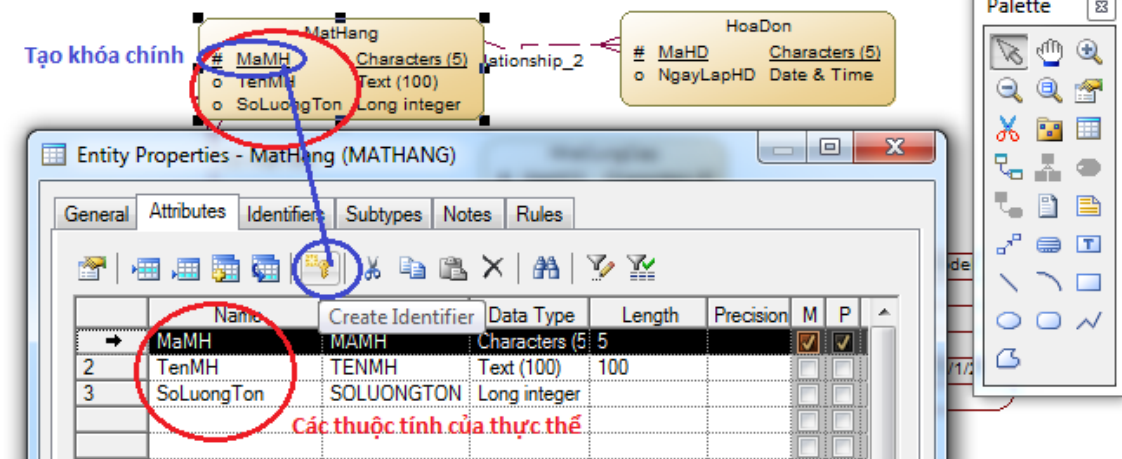 Palette
MatHang
HoaDon
Tạo khóa chính
# MaMH Characters (5)
lationship_2
# MaHD Characters (5)
o TenMH Text (100)
o NgayLapHD Date & Time
o SoLuongTon Long integer
Entity Properties - MatHang (MATHANG)
General Attributes Identifiers Subtypes Notes Rules
Name Create Identifier Data Type Length Precision M P
MaMH MAMH Characters (5 5
2 TenMH TENMH Text (100) 100
3 SoLuongTon SOLUONGTON Long integer
Các thuộc tính của thực thể